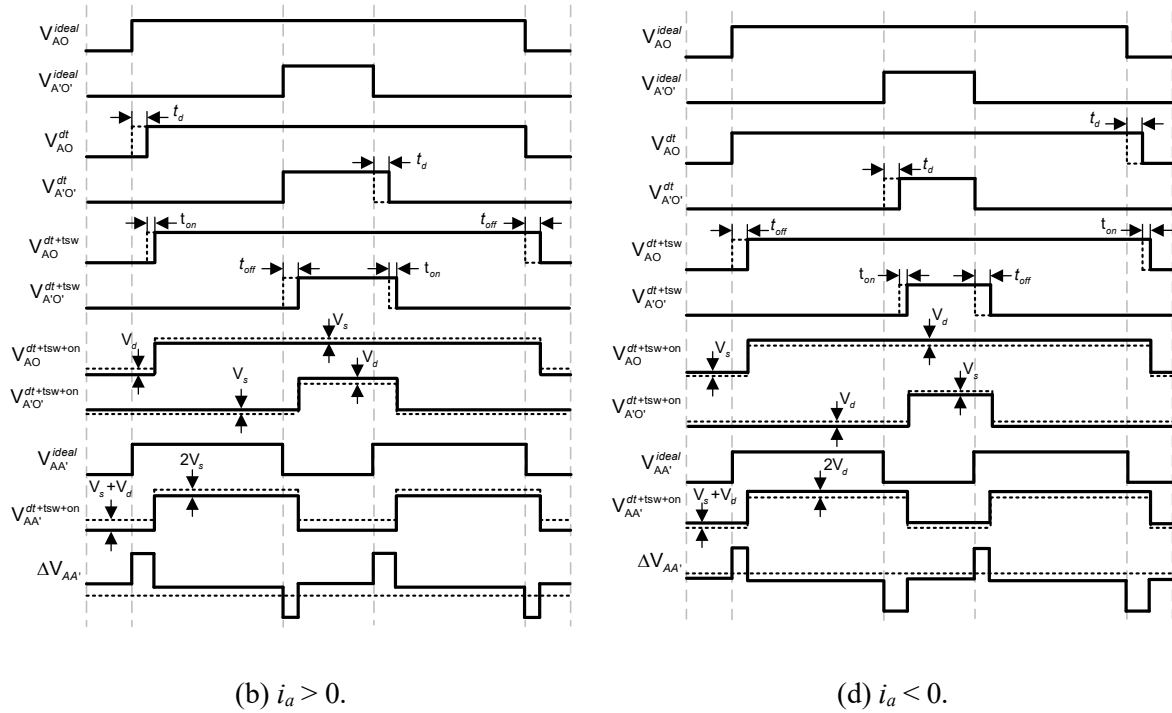 V_AO^ideal
V_A'O'^ideal
t_d
V_AO^dt
t_d
V_A'O'^dt
t_on
t_off
V_AO^dt+tsw
t_off
t_on
V_A'O'^dt+tsw
V_s
V_d
V_AO^dt+tsw+on
V_s
V_d
V_A'O'^dt+tsw+on
V_AA'^ideal
2V_s
V_s+V_d
V_AA'^dt+tsw+on
ΔV_AA'
(b) i_a > 0.
V_AO^ideal
V_A'O'^ideal
t_d
V_AO^dt
t_d
V_A'O'^dt
t_off
t_on
V_AO^dt+tsw
t_on
t_off
V_A'O'^dt+tsw
V_d
V_s
V_AO^dt+tsw+on
V_s
V_d
V_A'O'^dt+tsw+on
V_AA'^ideal
2V_d
V_s+V_d
V_AA'^dt+tsw+on
ΔV_AA'
(d) i_a < 0.